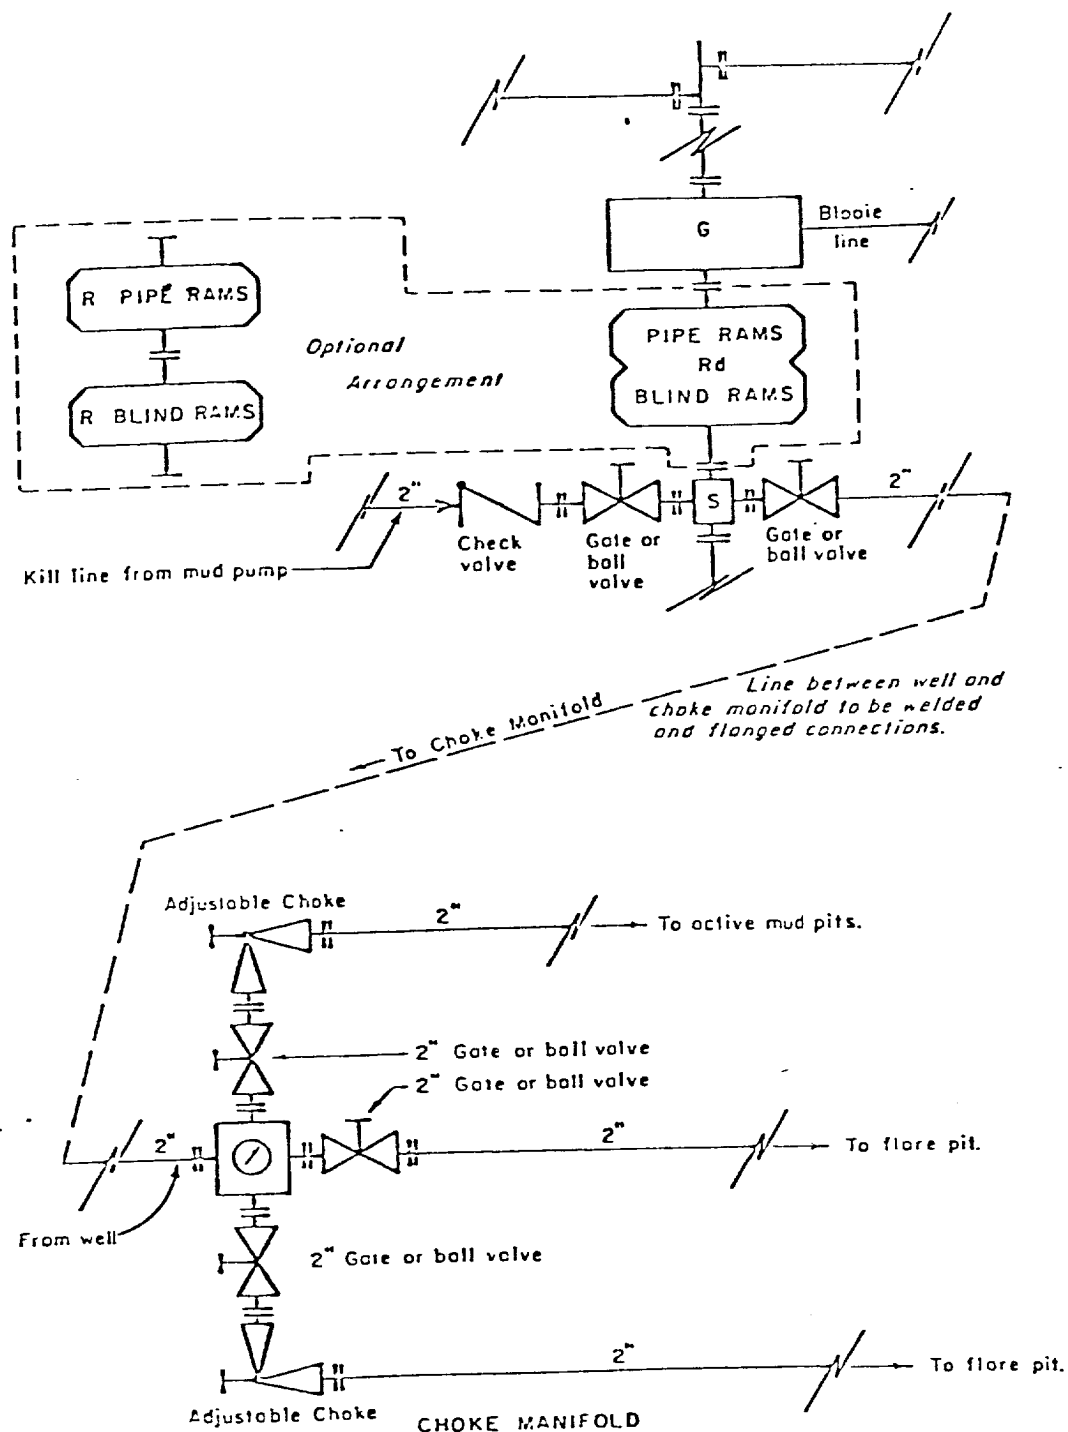 G
Blooie
line
R PIPE RAMS
R BLIND RAMS
Optional
Arrangement
PIPE RAMS
Rd
BLIND RAMS
2"
S
2"
Check
valve
Gate or
ball
valve
Gate or
ball valve
Kill line from mud pump
Line between well and
choke manifold to be welded
and flanged connections.
To Choke Manifold
Adjustable Choke
2"
To active mud pits.
2" Gate or ball valve
2" Gate or ball valve
2"
2"
To flare pit.
From well
2" Gate or ball valve
2"
To flare pit.
Adjustable Choke
CHOKE MANIFOLD